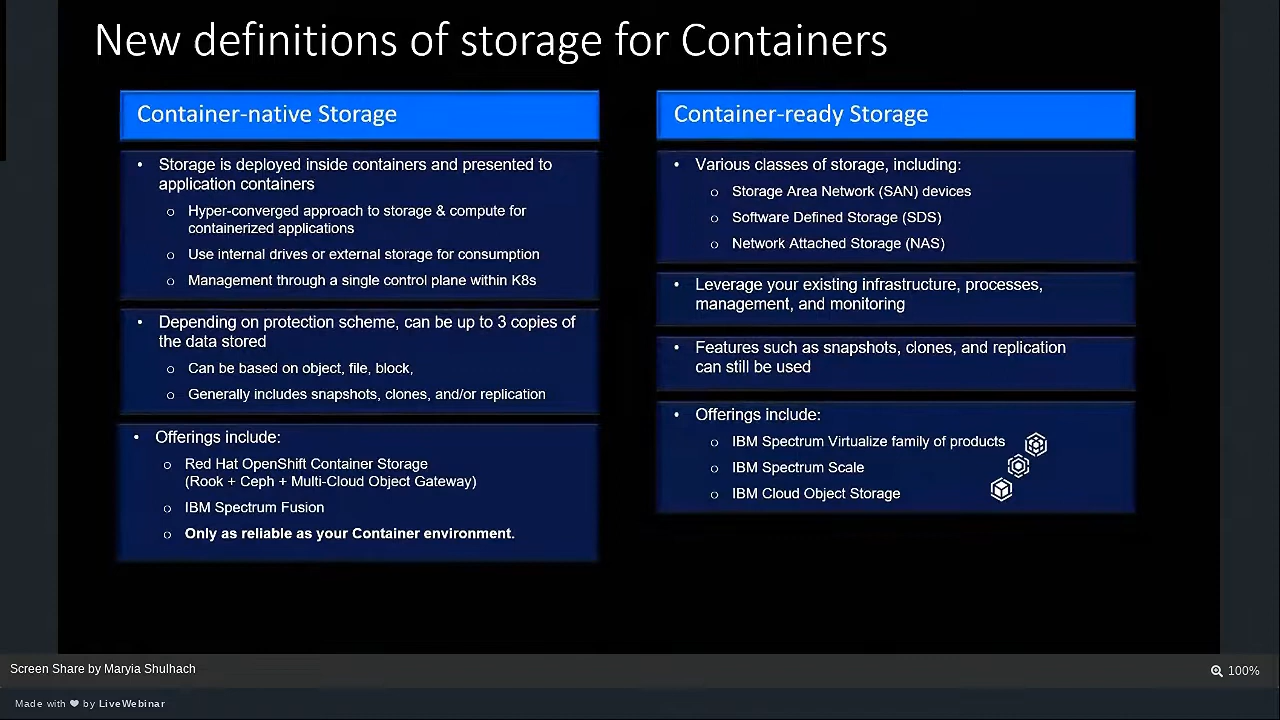 New definitions of storage for Containers
Container-native Storage
• Storage is deployed inside containers and presented to
application containers
o Hyper-converged approach to storage & compute for
containerized applications
o Use internal drives or external storage for consumption
o Management through a single control plane within K8s
• Depending on protection scheme, can be up to 3 copies of
the data stored
o Can be based on object, file, block,
o Generally includes snapshots, clones, and/or replication
• Offerings include:
o Red Hat OpenShift Container Storage
(Rook + Ceph + Multi-Cloud Object Gateway)
o IBM Spectrum Fusion
o Only as reliable as your Container environment.
Container-ready Storage
• Various classes of storage, including:
o Storage Area Network (SAN) devices
o Software Defined Storage (SDS)
o Network Attached Storage (NAS)
• Leverage your existing infrastructure, processes,
management, and monitoring
• Features such as snapshots, clones, and replication
can still be used
• Offerings include:
o IBM Spectrum Virtualize family of products
o IBM Spectrum Scale
o IBM Cloud Object Storage
Screen Share by Maryia Shulhach
100%
Made with ❤ by LiveWebinar